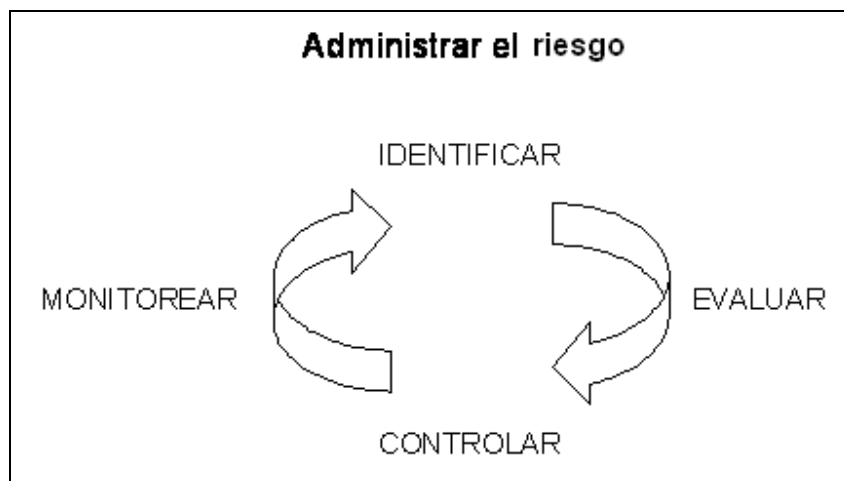 Administrar el riesgo
IDENTIFICAR
MONITOREAR
EVALUAR
CONTROLAR